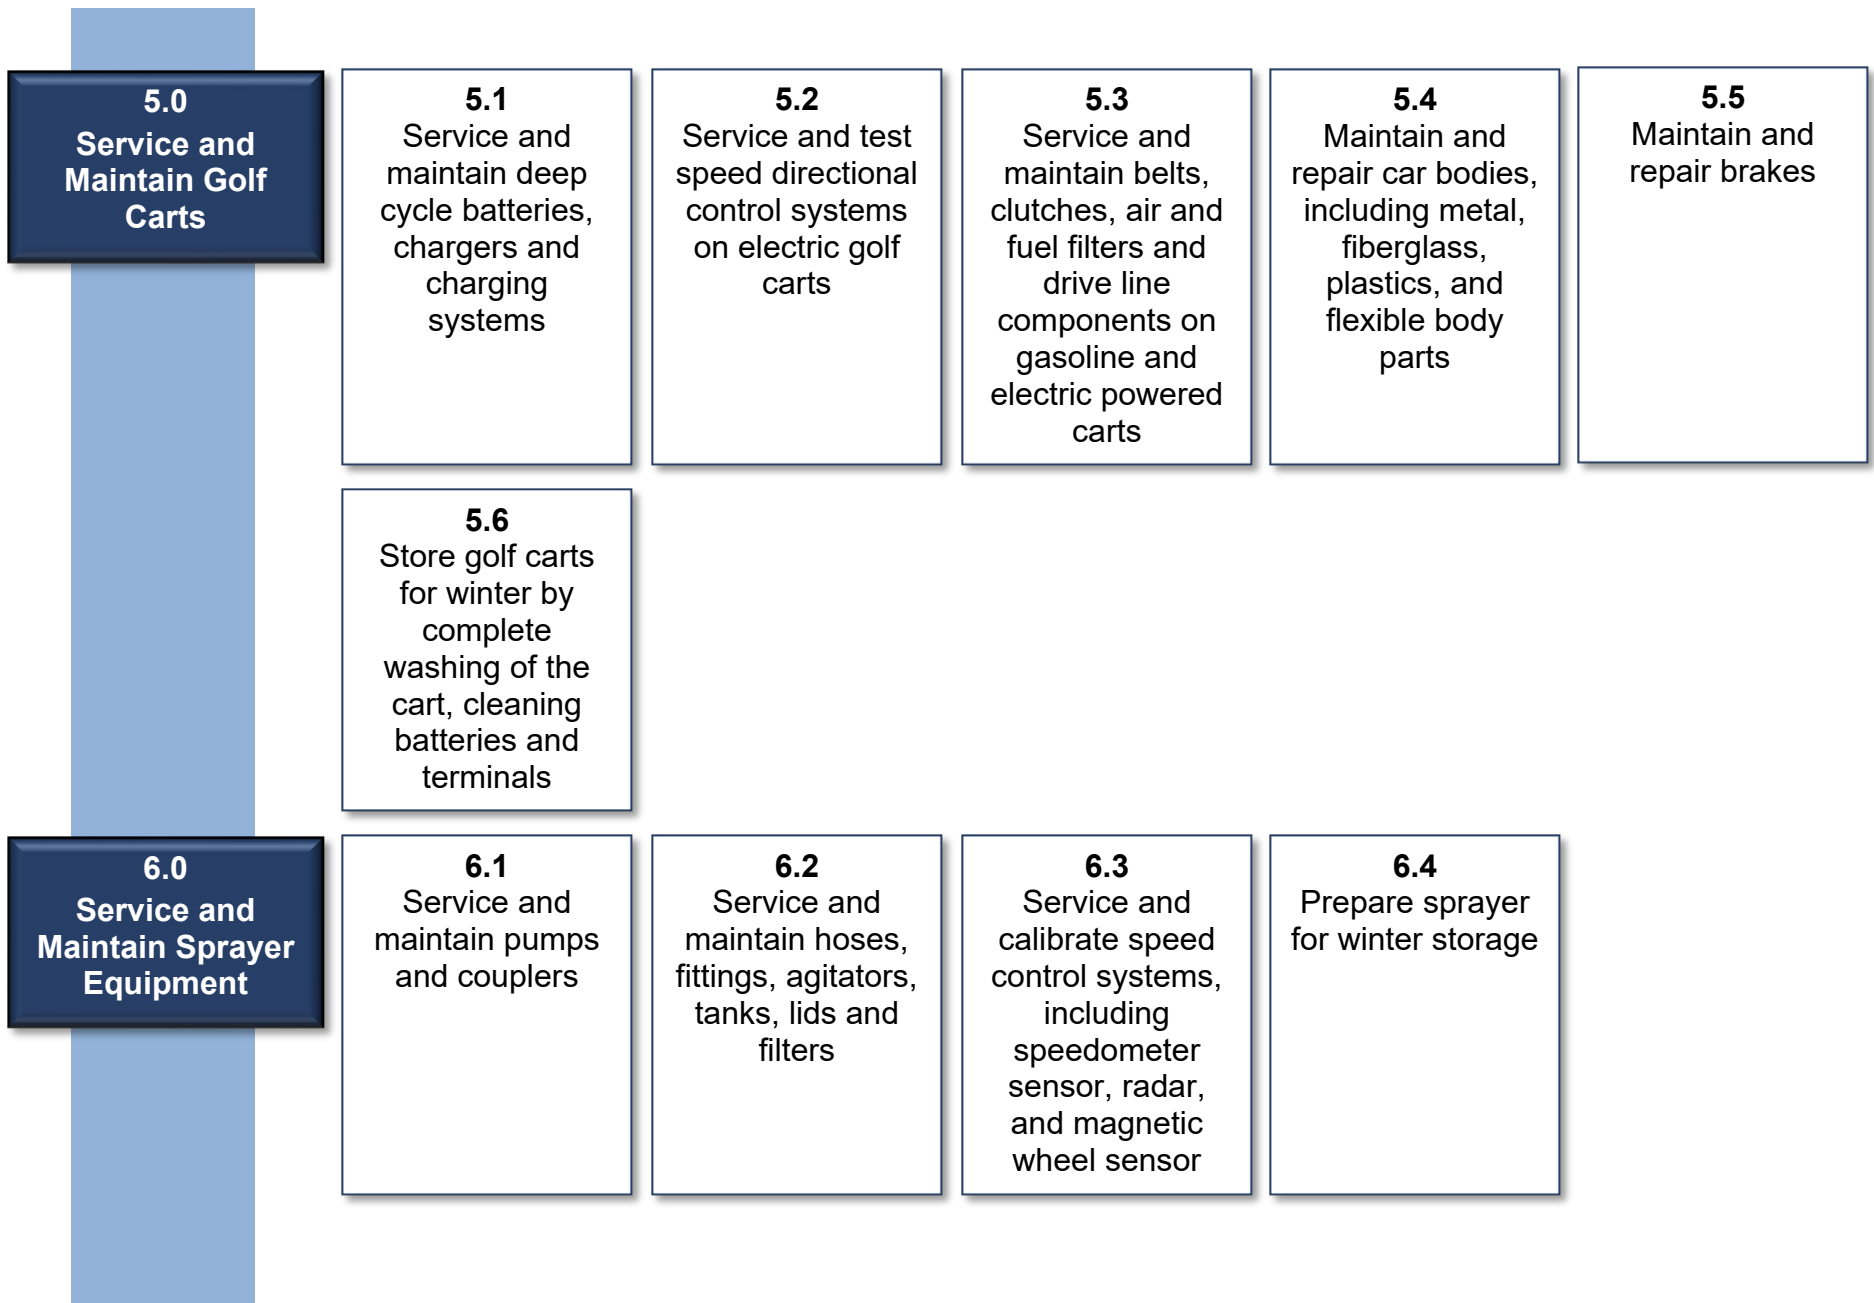 5.0
Service and
Maintain Golf
Carts
5.1
Service and
maintain deep
cycle batteries,
chargers and
charging
systems
5.2
Service and test
speed directional
control systems
on electric golf
carts
5.3
Service and
maintain belts,
clutches, air and
fuel filters and
drive line
components on
gasoline and
electric powered
carts
5.4
Maintain and
repair car bodies,
including metal,
fiberglass,
plastics, and
flexible body
parts
5.5
Maintain and
repair brakes
5.6
Store golf carts
for winter by
complete
washing of the
cart, cleaning
batteries and
terminals
6.0
Service and
Maintain Sprayer
Equipment
6.1
Service and
maintain pumps
and couplers
6.2
Service and
maintain hoses,
fittings, agitators,
tanks, lids and
filters
6.3
Service and
calibrate speed
control systems,
including
speedometer
sensor, radar,
and magnetic
wheel sensor
6.4
Prepare sprayer
for winter storage